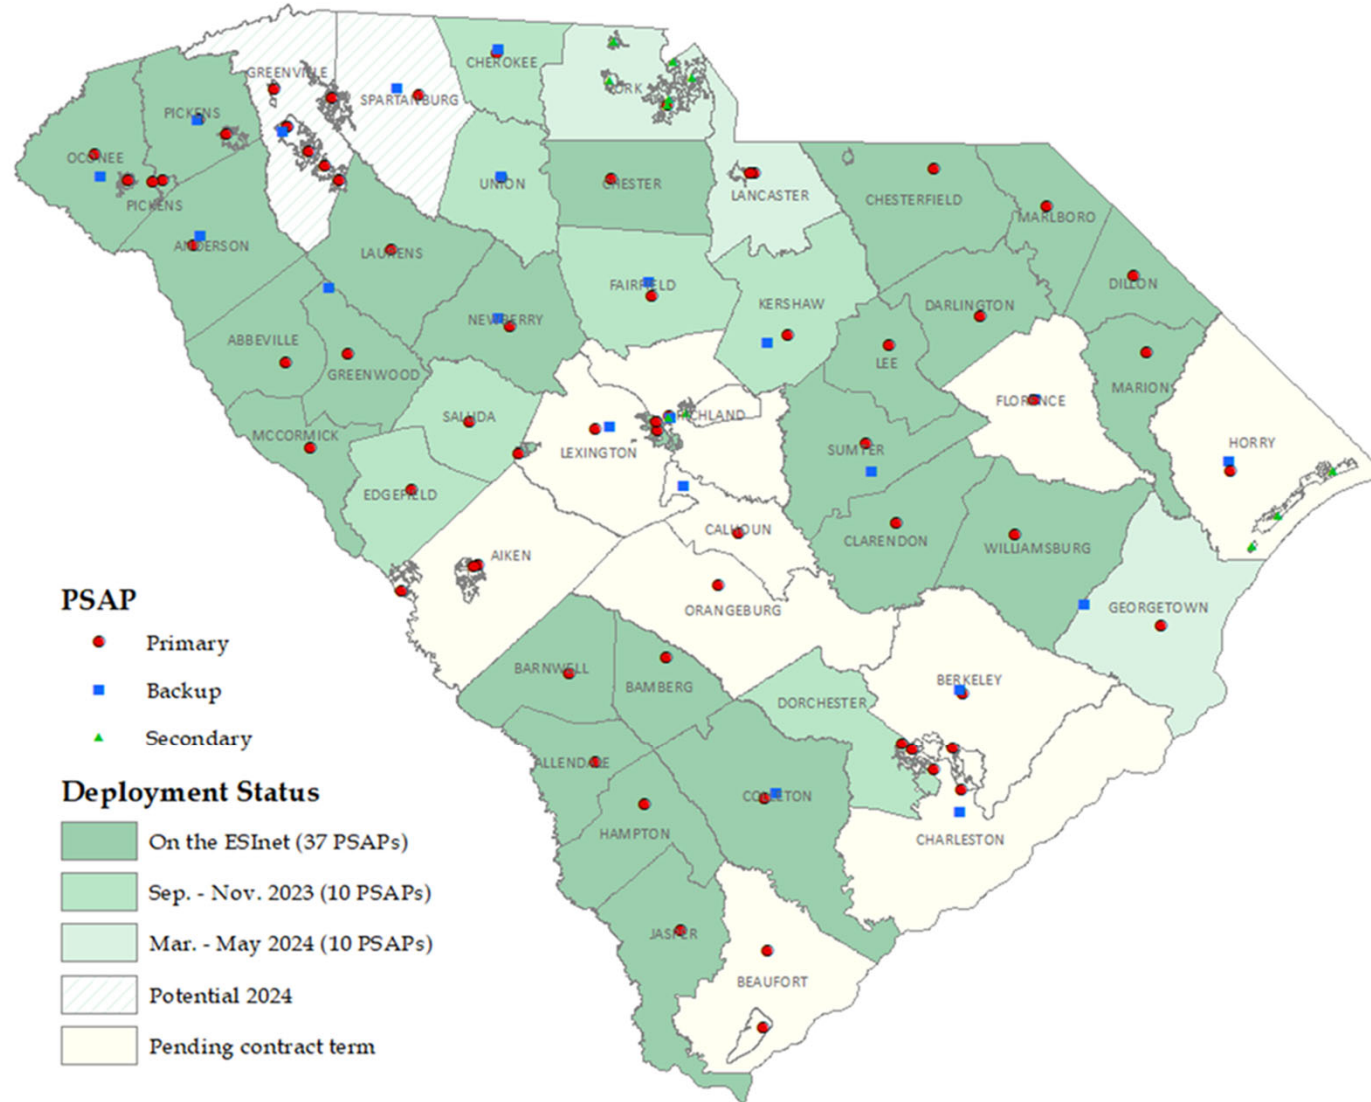 GREENVILLE
CHEROKEE
SPARTANBURG
YORK
PICKENS
OCONEE
PICKENS
UNION
CHESTER
LANCASTER
CHESTERFIELD
MARLBORO
ANDERSON
LAURENS
FAIRFIELD
KERSHAW
DARLINGTON
DILLON
NEWBERRY
ABBEVILLE
GREENWOOD
LEE
MARION
SALUDA
RICHLAND
FLORENCE
MCCORMICK
LEXINGTON
SUMTER
HORRY
EDGEFIELD
CALHOUN
CLARENDON
WILLIAMSBURG
AIKEN
ORANGEBURG
GEORGETOWN
BARNWELL
BAMBERG
BERKELEY
DORCHESTER
ALLENDALE
COLLETON
HAMPTON
CHARLESTON
JASPER
BEAUFORT
PSAP
Primary
Backup
Secondary
Deployment Status
On the ESInet (37 PSAPs)
Sep. - Nov. 2023 (10 PSAPs)
Mar. - May 2024 (10 PSAPs)
Potential 2024
Pending contract term